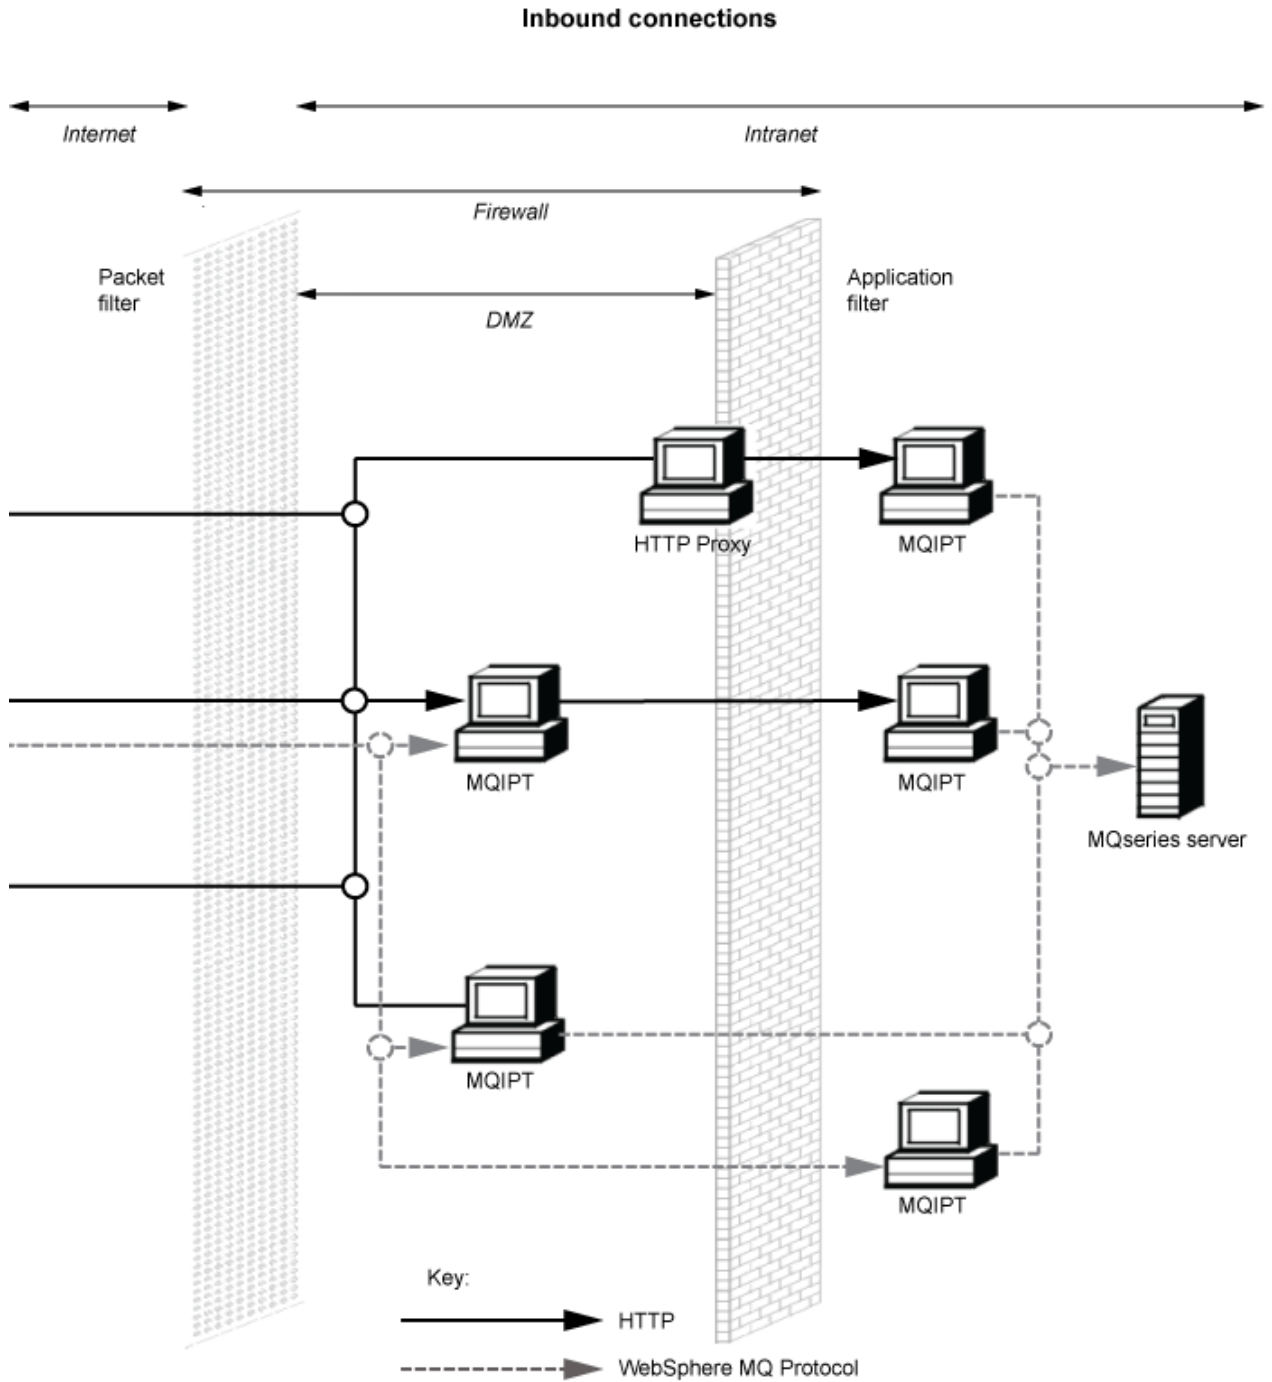 Inbound connections
Internet
Intranet
Firewall
Packet
filter
Application
filter
DMZ
HTTP Proxy
MQIPT
MQIPT
MQIPT
MQseries server
MQIPT
MQIPT
Key:
HTTP
WebSphere MQ Protocol